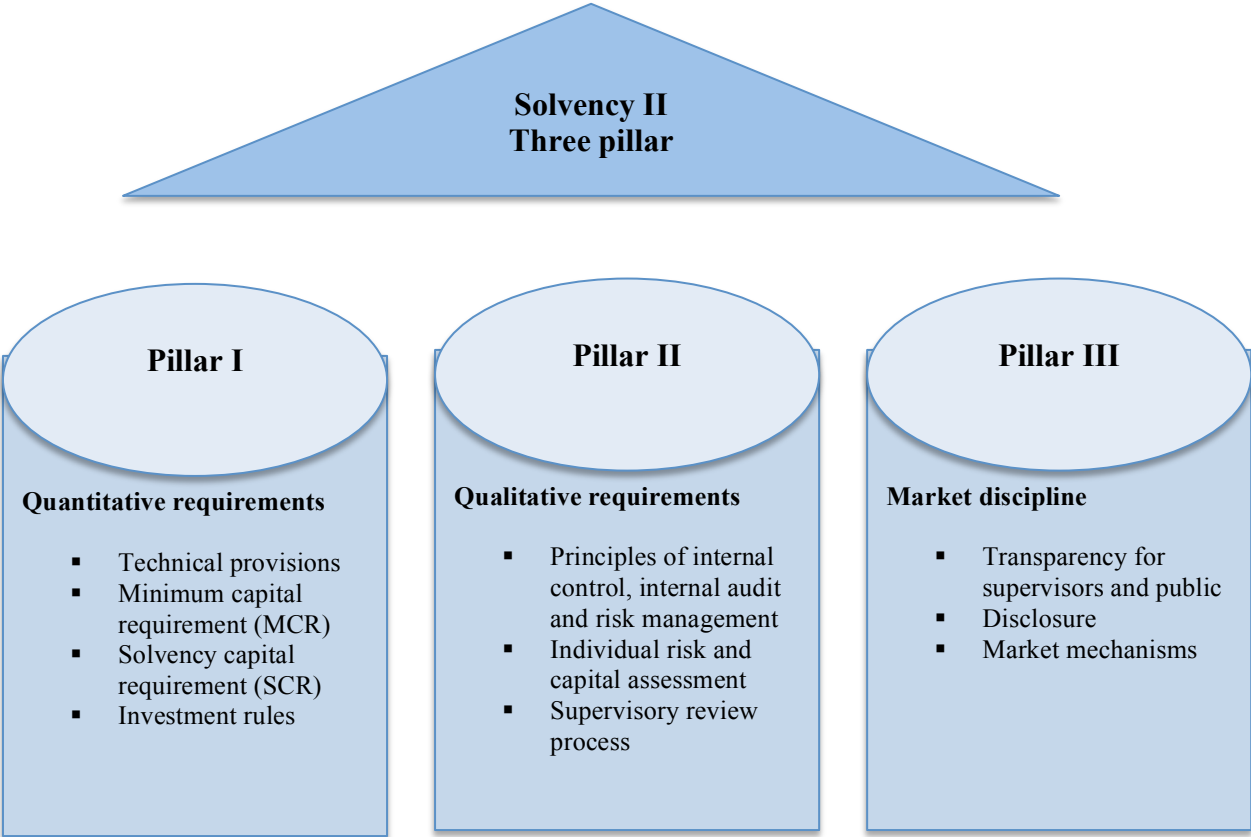 Solvency II
Three pillar
Pillar I
Quantitative requirements
▪ Technical provisions
▪ Minimum capital
requirement (MCR)
▪ Solvency capital
requirement (SCR)
▪ Investment rules
Pillar II
Qualitative requirements
▪ Principles of internal
control, internal audit
and risk management
▪ Individual risk and
capital assessment
▪ Supervisory review
process
Pillar III
Market discipline
▪ Transparency for
supervisors and public
▪ Disclosure
▪ Market mechanisms